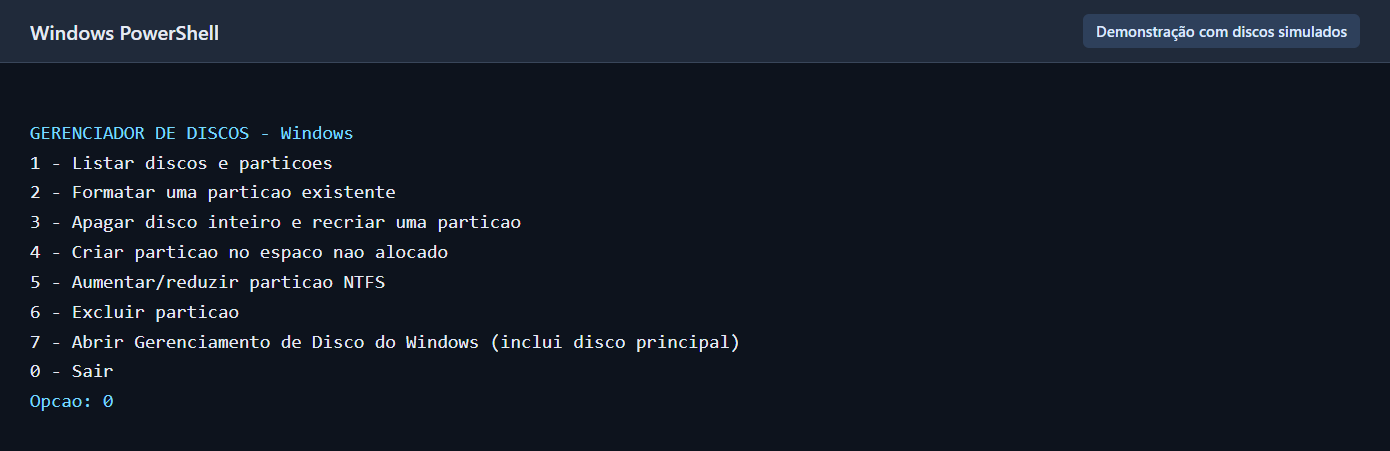 Windows PowerShell
Demonstração com discos simulados
GERENCIADOR DE DISCOS - Windows
1 - Listar discos e particoes
2 - Formatar uma particao existente
3 - Apagar disco inteiro e recriar uma particao
4 - Criar particao no espaco nao alocado
5 - Aumentar/reduzir particao NTFS
6 - Excluir particao
7 - Abrir Gerenciamento de Disco do Windows (inclui disco principal)
0 - Sair
Opcao: 0